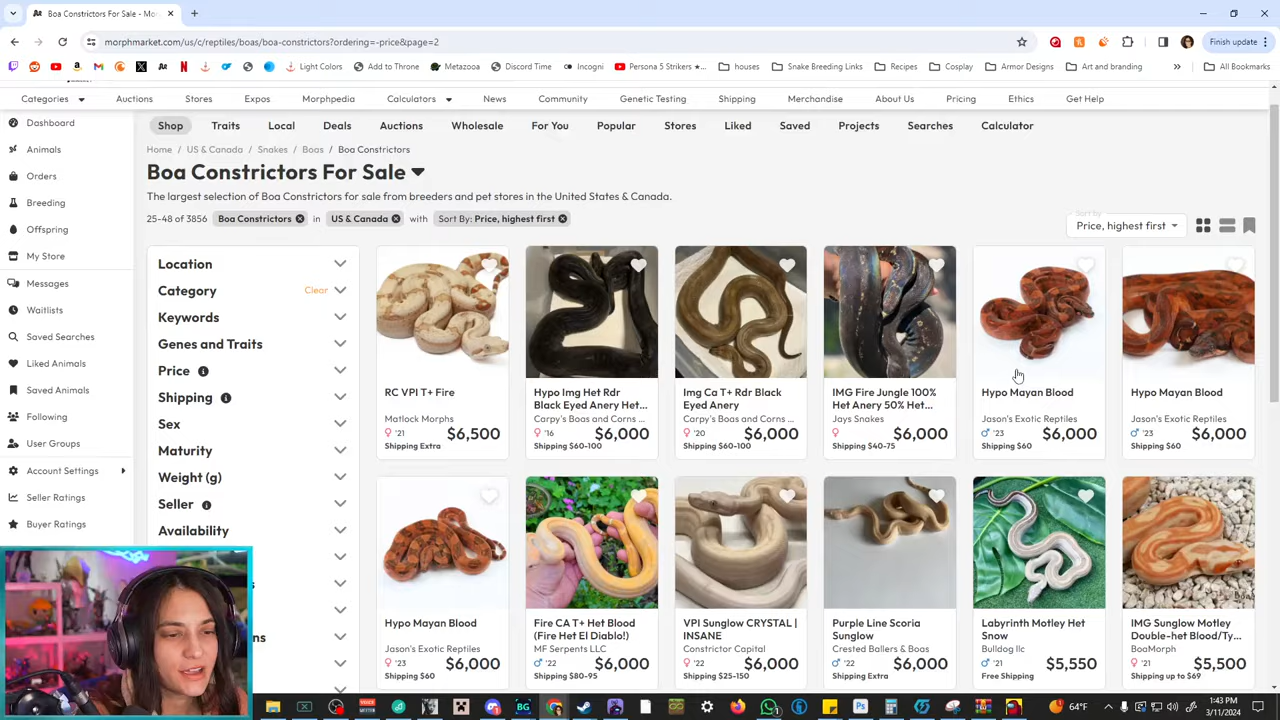 Boa Constrictors For Sale - Mo
Finish update
morphmarket.com/us/c/reptiles/boas/boa-constrictors?ordering=-price&page=2
Light Colors
Add to Throne
Metazooa
Discord Time
Incogni
Persona 5 Strikers ★...
houses
Snake Breeding Links
Recipes
Cosplay
Armor Designs
Art and branding
All Bookmarks
Categories
Auctions
Stores
Expos
Morphpedia
Calculators
News
Community
Genetic Testing
Shipping
Merchandise
About Us
Pricing
Ethics
Get Help
Dashboard
Animals
Orders
Breeding
Offspring
My Store
Messages
Waitlists
Saved Searches
Liked Animals
Saved Animals
Following
User Groups
Account Settings
Seller Ratings
Buyer Ratings
Shop
Traits
Local
Deals
Auctions
Wholesale
For You
Popular
Stores
Liked
Saved
Projects
Searches
Calculator
Home
US & Canada
Snakes
Boas
Boa Constrictors
Boa Constrictors For Sale
The largest selection of Boa Constrictors for sale from breeders and pet stores in the United States & Canada.
25-48 of 3856 Boa Constrictors in US & Canada with Sort By: Price, highest first
Sort by
Price, highest first
Location
Category
Clear
Keywords
Genes and Traits
Price
Shipping
Sex
Maturity
Weight (g)
Seller
Availability
RC VPI T+ Fire
Matlock Morphs
♀ '21 $6,500
Shipping Extra
Hypo Img Het Rdr
Black Eyed Anery Het...
Carpy's Boas and Corns ...
♀ '16 $6,000
Shipping $60-100
Img Ca T+ Rdr Black
Eyed Anery
Carpy's Boas and Corns ...
♀ '20 $6,000
Shipping $60-100
IMG Fire Jungle 100%
Het Anery 50% Het...
Jays Snakes
♀ $6,000
Shipping $40-75
Hypo Mayan Blood
Jason's Exotic Reptiles
♂ '23 $6,000
Shipping $60
Hypo Mayan Blood
Jason's Exotic Reptiles
♂ '23 $6,000
Shipping $60
Hypo Mayan Blood
Jason's Exotic Reptiles
♀ '23 $6,000
Shipping $60
Fire CA T+ Het Blood
(Fire Het El Diablo!)
MF Serpents LLC
♂ '22 $6,000
Shipping $80-95
VPI Sunglow CRYSTAL |
INSANE
Constrictor Capital
♀ '22 $6,000
Shipping $25-150
Purple Line Scoria
Sunglow
Crested Ballers & Boas
♂ '22 $6,000
Shipping Extra
Labyrinth Motley Het
Snow
Bulldog llc
♂ '21 $5,550
Free Shipping
IMG Sunglow Motley
Double-het Blood/Ty...
BoaMorph
♀ '21 $5,500
Shipping up to $69
64°F
1:43 PM
3/11/2024